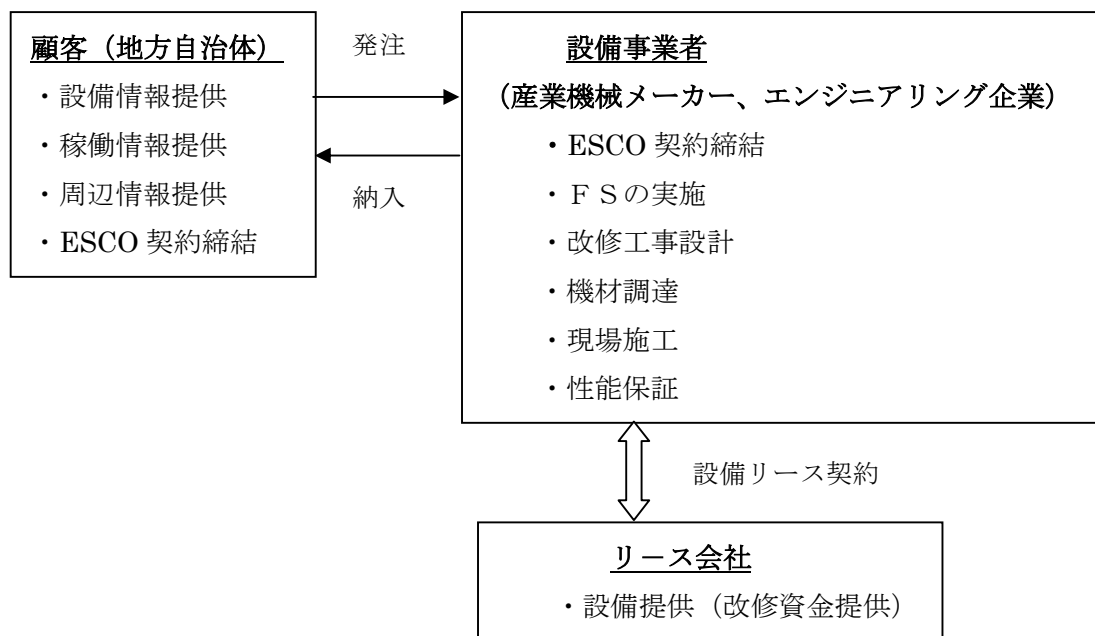 顧客（地方自治体）
・設備情報提供
・稼働情報提供
・周辺情報提供
・ESCO 契約締結
発注
納入
設備事業者
（産業機械メーカー、エンジニアリング企業）
・ESCO 契約締結
・ＦＳの実施
・改修工事設計
・機材調達
・現場施工
・性能保証
設備リース契約
リース会社
・設備提供（改修資金提供）